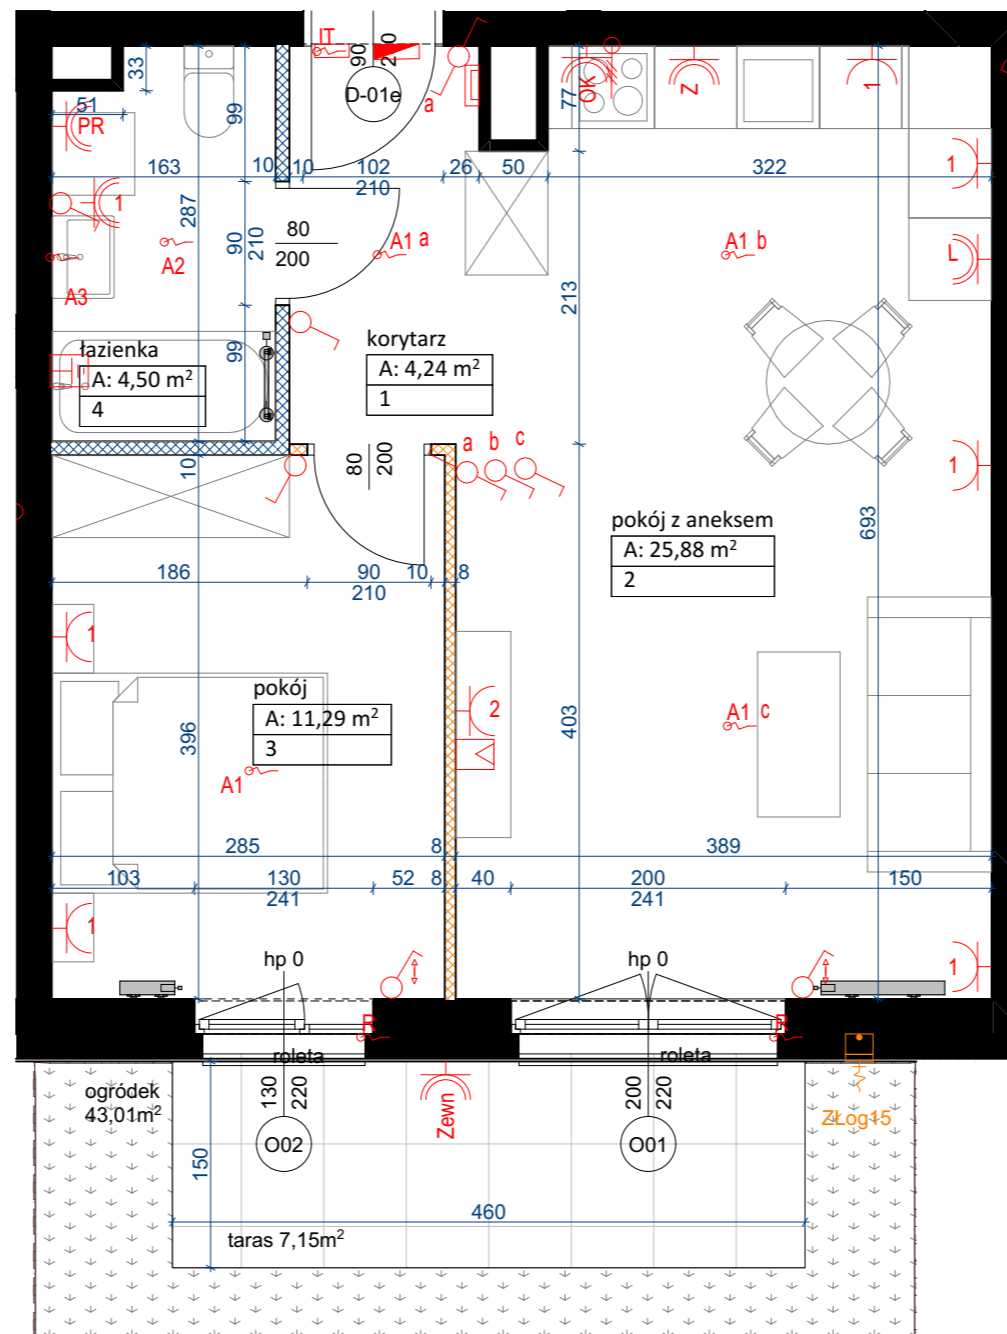 IT
90
200
D-01e
a
33
51
PR
99
77
OK
Z
1
163
10
10
102
210
26
50
322
1
1
287
90
210
80
200
A1 a
A1 b
L
A2
A3
213
99
łazienka
A: 4,50 m²
4
korytarz
A: 4,24 m²
1
10
80
200
a b c
1
pokój z aneksem
A: 25,88 m²
2
693
186
90
210
10
8
1
pokój
A: 11,29 m²
3
396
A1
2
403
A1 c
285
8
389
103
130
241
52
8
40
200
241
150
1
hp 0
hp 0
1
R
R
roleta
roleta
ogródek
43,01m²
130
220
Zewn
200
220
ZŁog15
O02
O01
150
460
taras 7,15m²